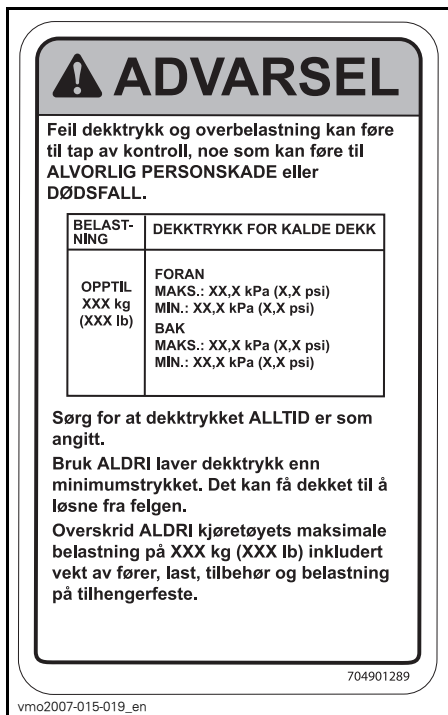 ADVARSEL
Feil dekktrykk og overbelastning kan føre
til tap av kontroll, noe som kan føre til
ALVORLIG PERSONSKADE eller
DØDSFALL.
BELAST-
NING
DEKKTRYKK FOR KALDE DEKK
OPPTIL
XXX kg
(XXX lb)
FORAN
MAKS.: XX,X kPa (X,X psi)
MIN.: XX,X kPa (X,X psi)
BAK
MAKS.: XX,X kPa (X,X psi)
MIN.: XX,X kPa (X,X psi)
Sørg for at dekktrykket ALLTID er som
angitt.
Bruk ALDRI laver dekktrykk enn
minimumstrykket. Det kan få dekket til å
løsne fra felgen.
Overskrid ALDRI kjøretøyets maksimale
belastning på XXX kg (XXX lb) inkludert
vekt av fører, last, tilbehør og belastning
på tilhengerfeste.
704901289
vmo2007-015-019_en